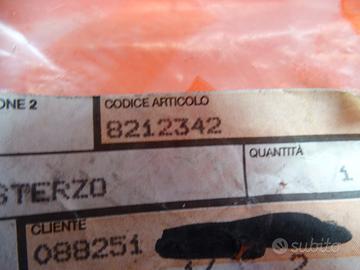 ONE 2
CODICE ARTICOLO
8212342
STERZO
QUANTITÀ
1
CLIENTE
088251
subito